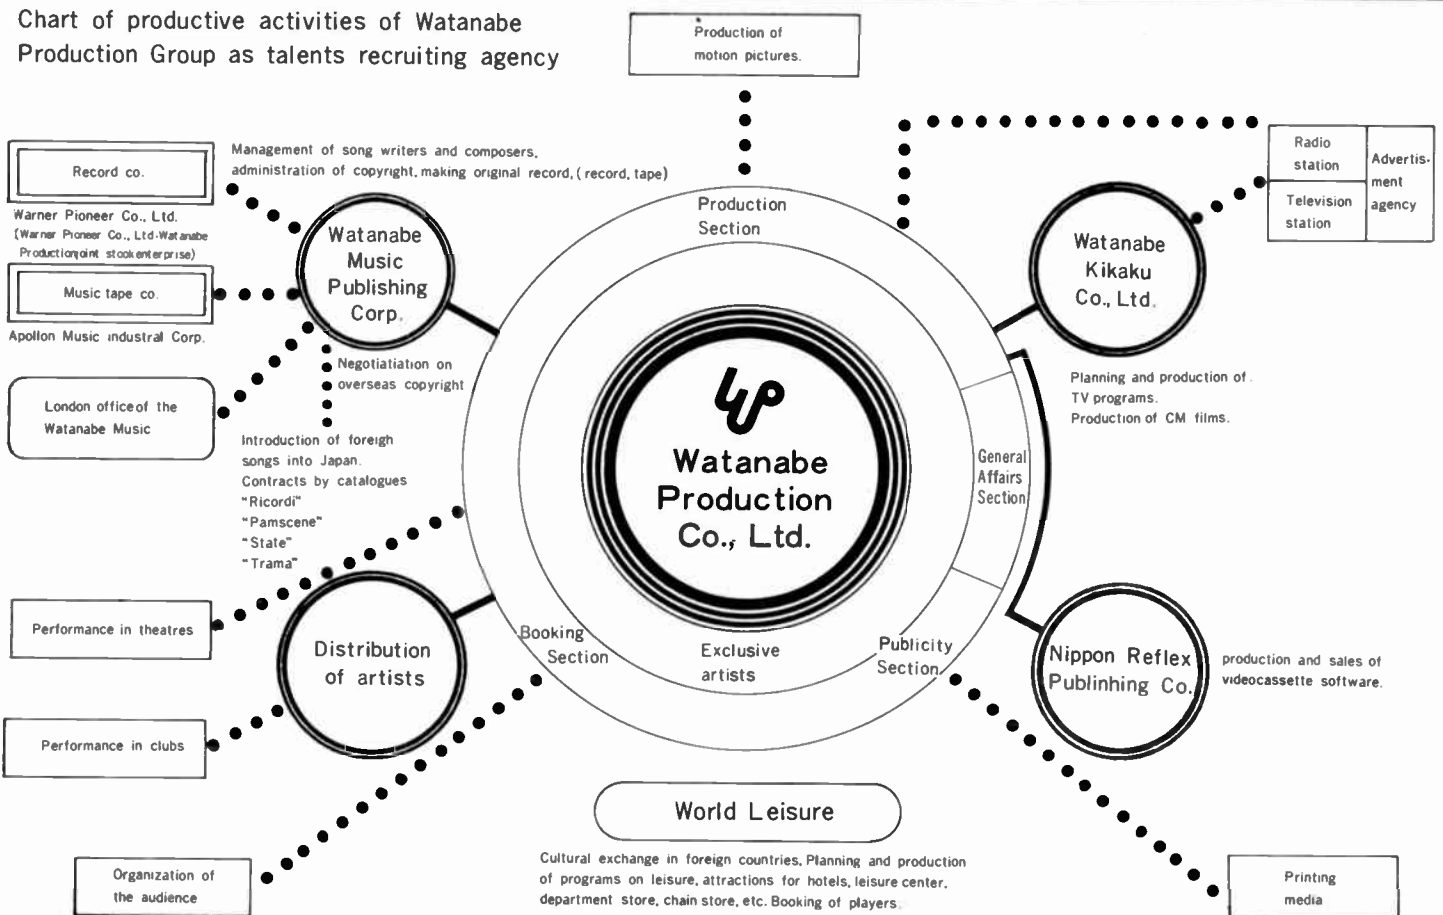 Chart of productive activities of Watanabe
Production Group as talents recruiting agency
Production of
motion pictures.
Radio
station
Television
station
Advertis-
ment
agency
Record co.
Warner Pioneer Co., Ltd.
(Warner Pioneer Co., Ltd-Watanabe
Productionjoint stookenterprise)
Music tape co.
Apollon Music industral Corp.
London office of the
Watanabe Music
Management of song writers and composers,
administration of copyright, making original record, (record, tape)
Watanabe
Music
Publishing
Corp.
Negotiatiation on
overseas copyright
Introduction of foreigh
songs into Japan.
Contracts by catalogues
"Ricordi"
"Pamscene"
"State"
"Trama"
Production
Section
Watanabe
Kikaku
Co., Ltd.
Planning and production of
TV programs.
Production of CM films.
WP
Watanabe
Production
Co., Ltd.
General
Affairs
Section
Performance in theatres
Performance in clubs
Distribution
of artists
Booking
Section
Exclusive
artists
Publicity
Section
Nippon Reflex
Publinhing Co.
production and sales of
videocassette software.
World Leisure
Cultural exchange in foreign countries, Planning and production
of programs on leisure, attractions for hotels, leisure center,
department store, chain store, etc. Booking of players.
Organization of
the audience
Printing
media